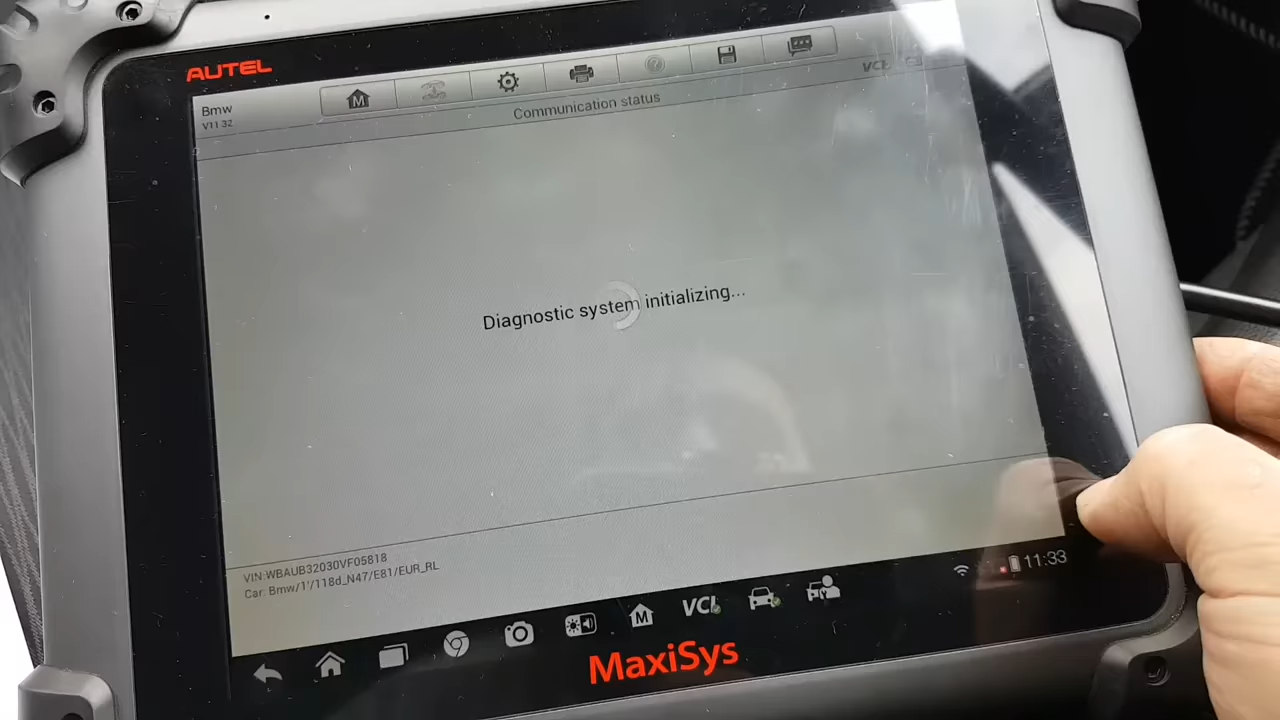 AUTEL
Bmw
V11.32
Communication status
VCI
Diagnostic system initializing...
VIN:WBAUB32030VF05818
Car: Bmw/1'/118d_N47/E81/EUR_RL
VCI
11:33
MaxiSys